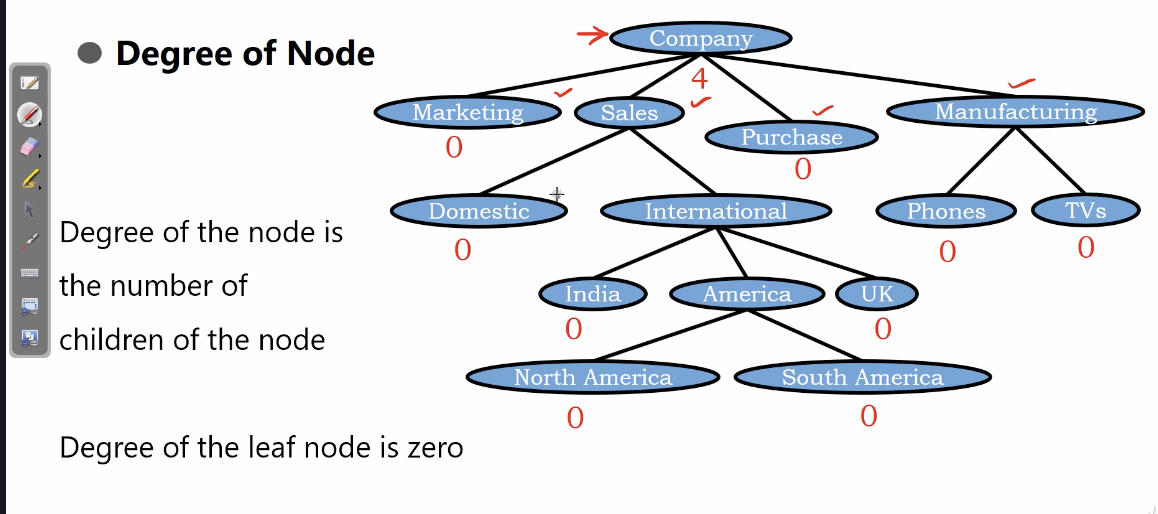 Degree of Node
Company
4
Marketing
Sales
Purchase
Manufacturing
0
0
Domestic
International
Phones
TVs
0
0
0
Degree of the node is
the number of
children of the node
India
America
UK
0
0
North America
South America
0
0
Degree of the leaf node is zero